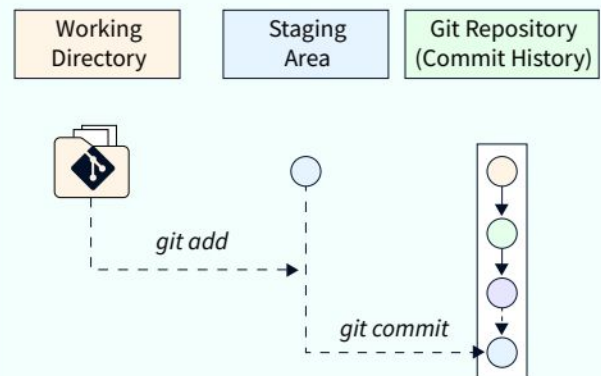 Working
Directory
Staging
Area
Git Repository
(Commit History)
git add
git commit